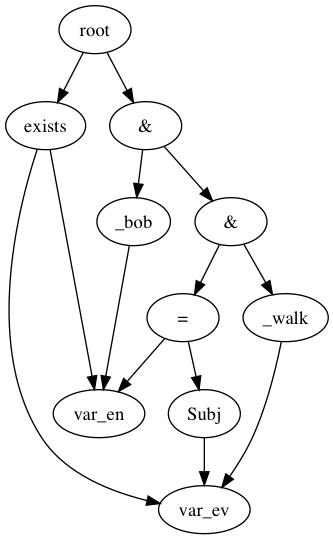 root
exists &
_bob &
= _walk
var_en Subj
var_ev